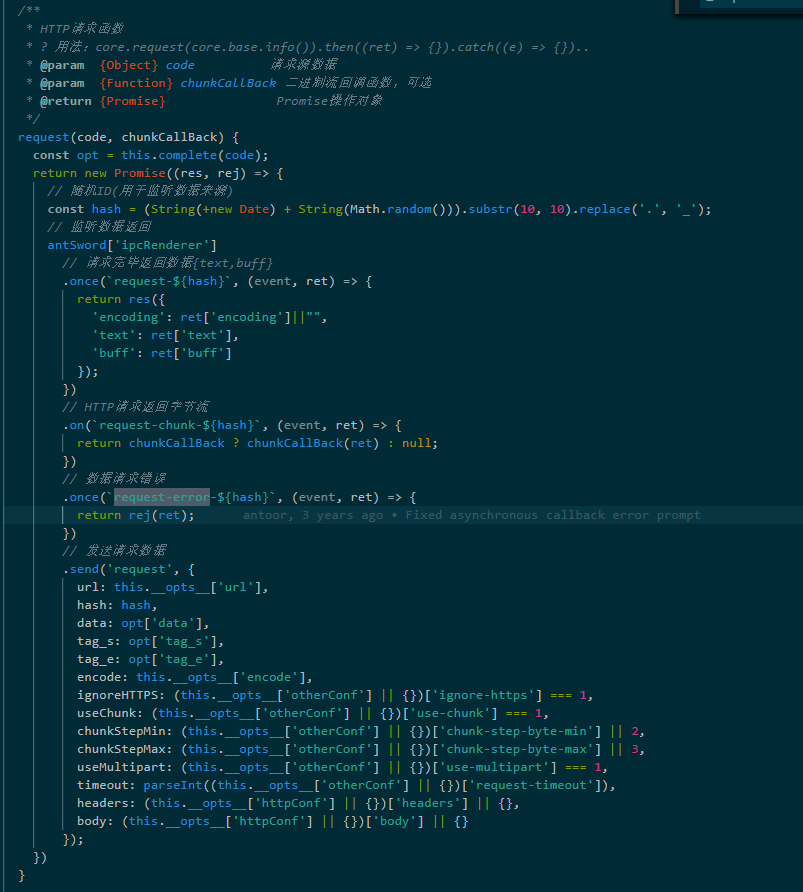 /**
 * HTTP请求函数
 * ? 用法：core.request(core.base.info()).then((ret) => {}).catch((e) => {})..
 * @param  {Object} code          请求源数据
 * @param  {Function} chunkCallBack 二进制流回调函数，可选
 * @return {Promise}               Promise操作对象
 */
request(code, chunkCallBack) {
  const opt = this.complete(code);
  return new Promise((res, rej) => {
    // 随机ID(用于监听数据来源)
    const hash = (String(+new Date) + String(Math.random())).substr(10, 10).replace('.', '_');
    // 监听数据返回
    antSword['ipcRenderer']
      // 请求完毕返回数据{text,buff}
      .once(`request-${hash}`, (event, ret) => {
        return res({
          'encoding': ret['encoding']||"",
          'text': ret['text'],
          'buff': ret['buff']
        });
      })
      // HTTP请求返回字节流
      .on(`request-chunk-${hash}`, (event, ret) => {
        return chunkCallBack ? chunkCallBack(ret) : null;
      })
      // 数据请求错误
      .once(`request-error-${hash}`, (event, ret) => {
        return rej(ret);      antoor, 3 years ago • Fixed asynchronous callback error prompt
      })
      // 发送请求数据
      .send('request', {
        url: this.__opts__['url'],
        hash: hash,
        data: opt['data'],
        tag_s: opt['tag_s'],
        tag_e: opt['tag_e'],
        encode: this.__opts__['encode'],
        ignoreHTTPS: (this.__opts__['otherConf'] || {})['ignore-https'] === 1,
        useChunk: (this.__opts__['otherConf'] || {})['use-chunk'] === 1,
        chunkStepMin: (this.__opts__['otherConf'] || {})['chunk-step-byte-min'] || 2,
        chunkStepMax: (this.__opts__['otherConf'] || {})['chunk-step-byte-max'] || 3,
        useMultipart: (this.__opts__['otherConf'] || {})['use-multipart'] === 1,
        timeout: parseInt((this.__opts__['otherConf'] || {})['request-timeout']),
        headers: (this.__opts__['httpConf'] || {})['headers'] || {},
        body: (this.__opts__['httpConf'] || {})['body'] || {}
      });
  })
}